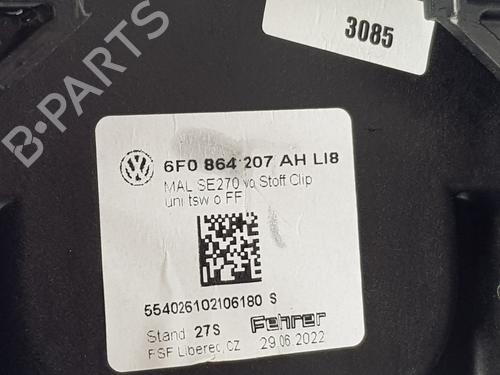 3085
B-PARTS
6F0 864 207 AH LI8
MAL SE270 vo Stoff Clip
uni tsw o FF
554026102106180 S
Stand 27S Fehrer
FSF Liberec, CZ 29.06.2022